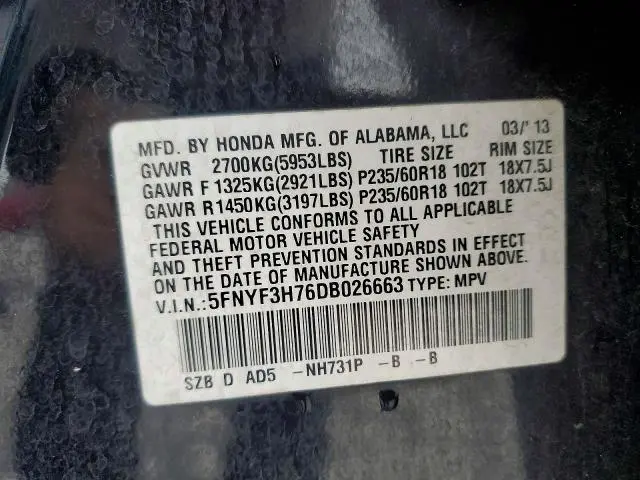 MFD. BY HONDA MFG. OF ALABAMA, LLC 03/'13
GVWR 2700KG(5953LBS) TIRE SIZE RIM SIZE
GAWR F 1325KG(2921LBS) P235/60R18 102T 18X7.5J
GAWR R1450KG(3197LBS) P235/60R18 102T 18X7.5J
THIS VEHICLE CONFORMS TO ALL APPLICABLE
FEDERAL MOTOR VEHICLE SAFETY
AND THEFT PREVENTION STANDARDS IN EFFECT
ON THE DATE OF MANUFACTURE SHOWN ABOVE.
V.I.N.:5FNYF3H76DB026663 TYPE: MPV
SZB D AD5 -NH731P -B -B